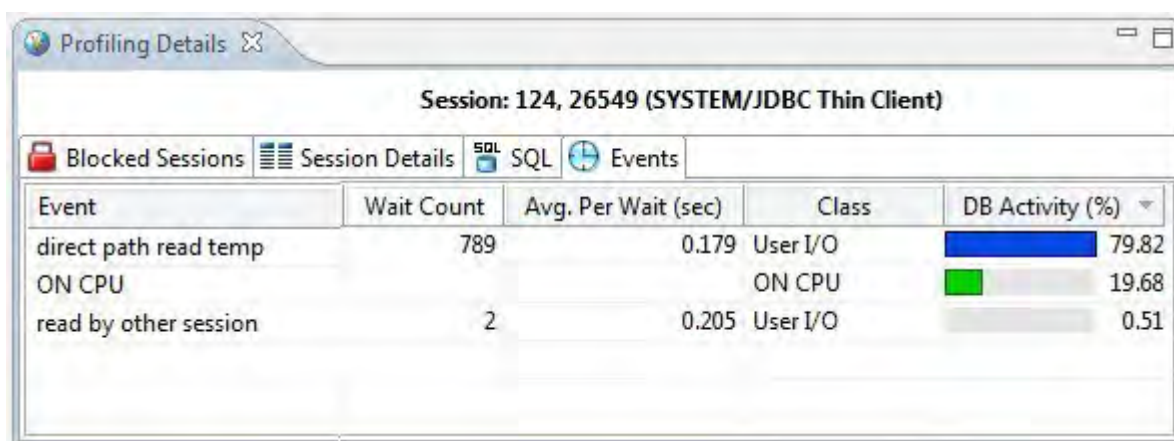 Profiling Details
Session: 124, 26549 (SYSTEM/JDBC Thin Client)
Blocked Sessions Session Details SQL SQL Events
Event Wait Count Avg. Per Wait (sec) Class DB Activity (%)
direct path read temp 789 0.179 User I/O 79.82
ON CPU ON CPU 19.68
read by other session 2 0.205 User I/O 0.51